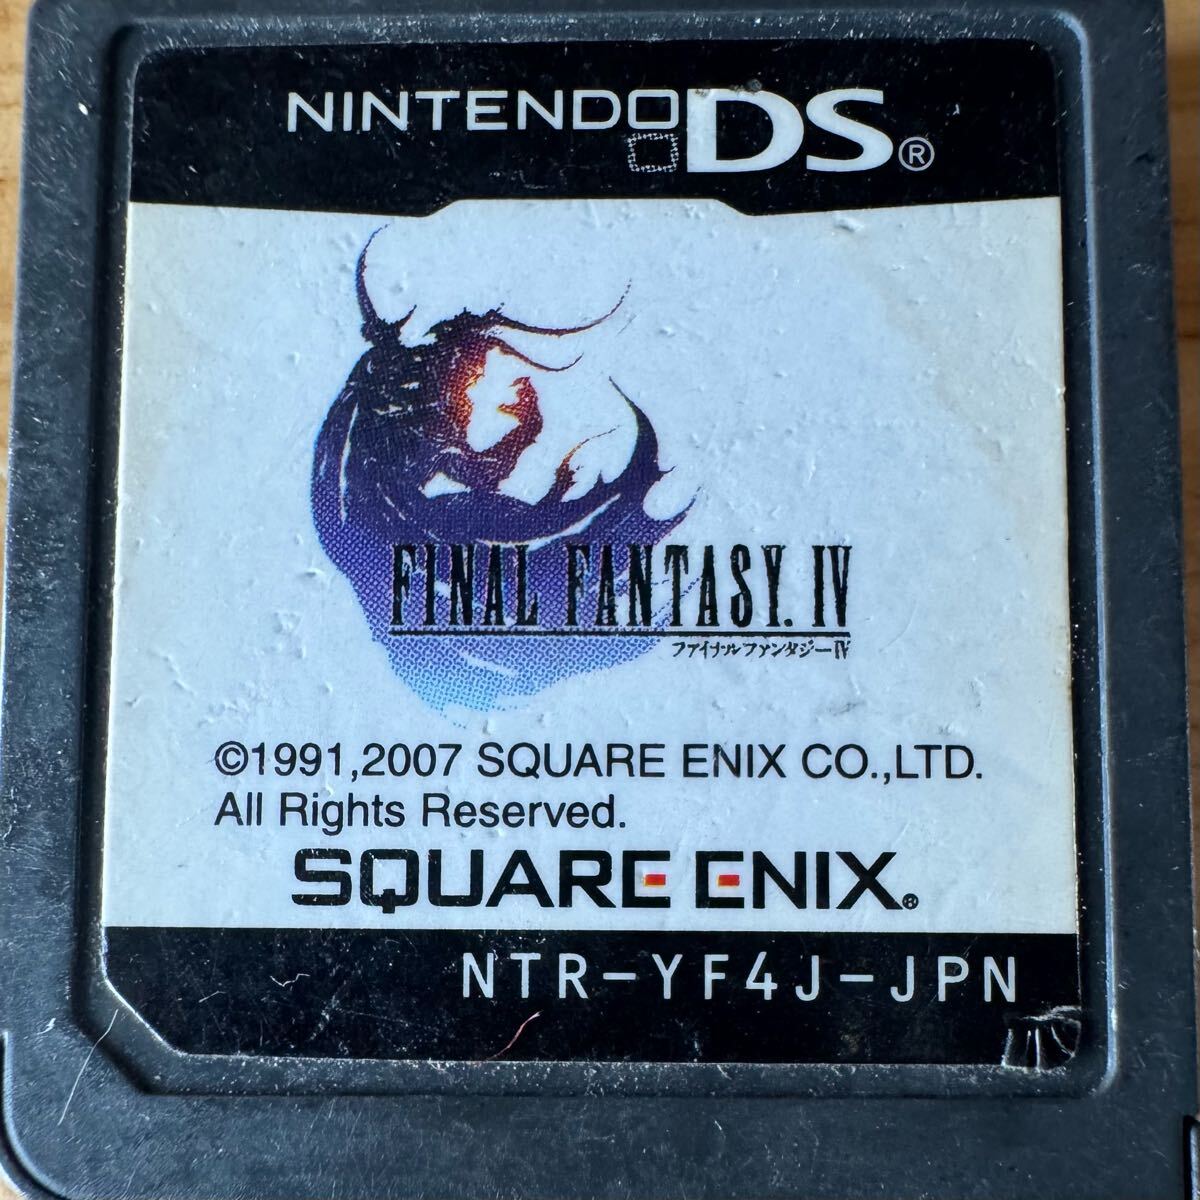 NINTENDO DS®
FINAL FANTASY. IV
ファイナルファンタジーIV
©1991,2007 SQUARE ENIX CO.,LTD.
All Rights Reserved.
SQUARE ENIX®
NTR-YF4J-JPN